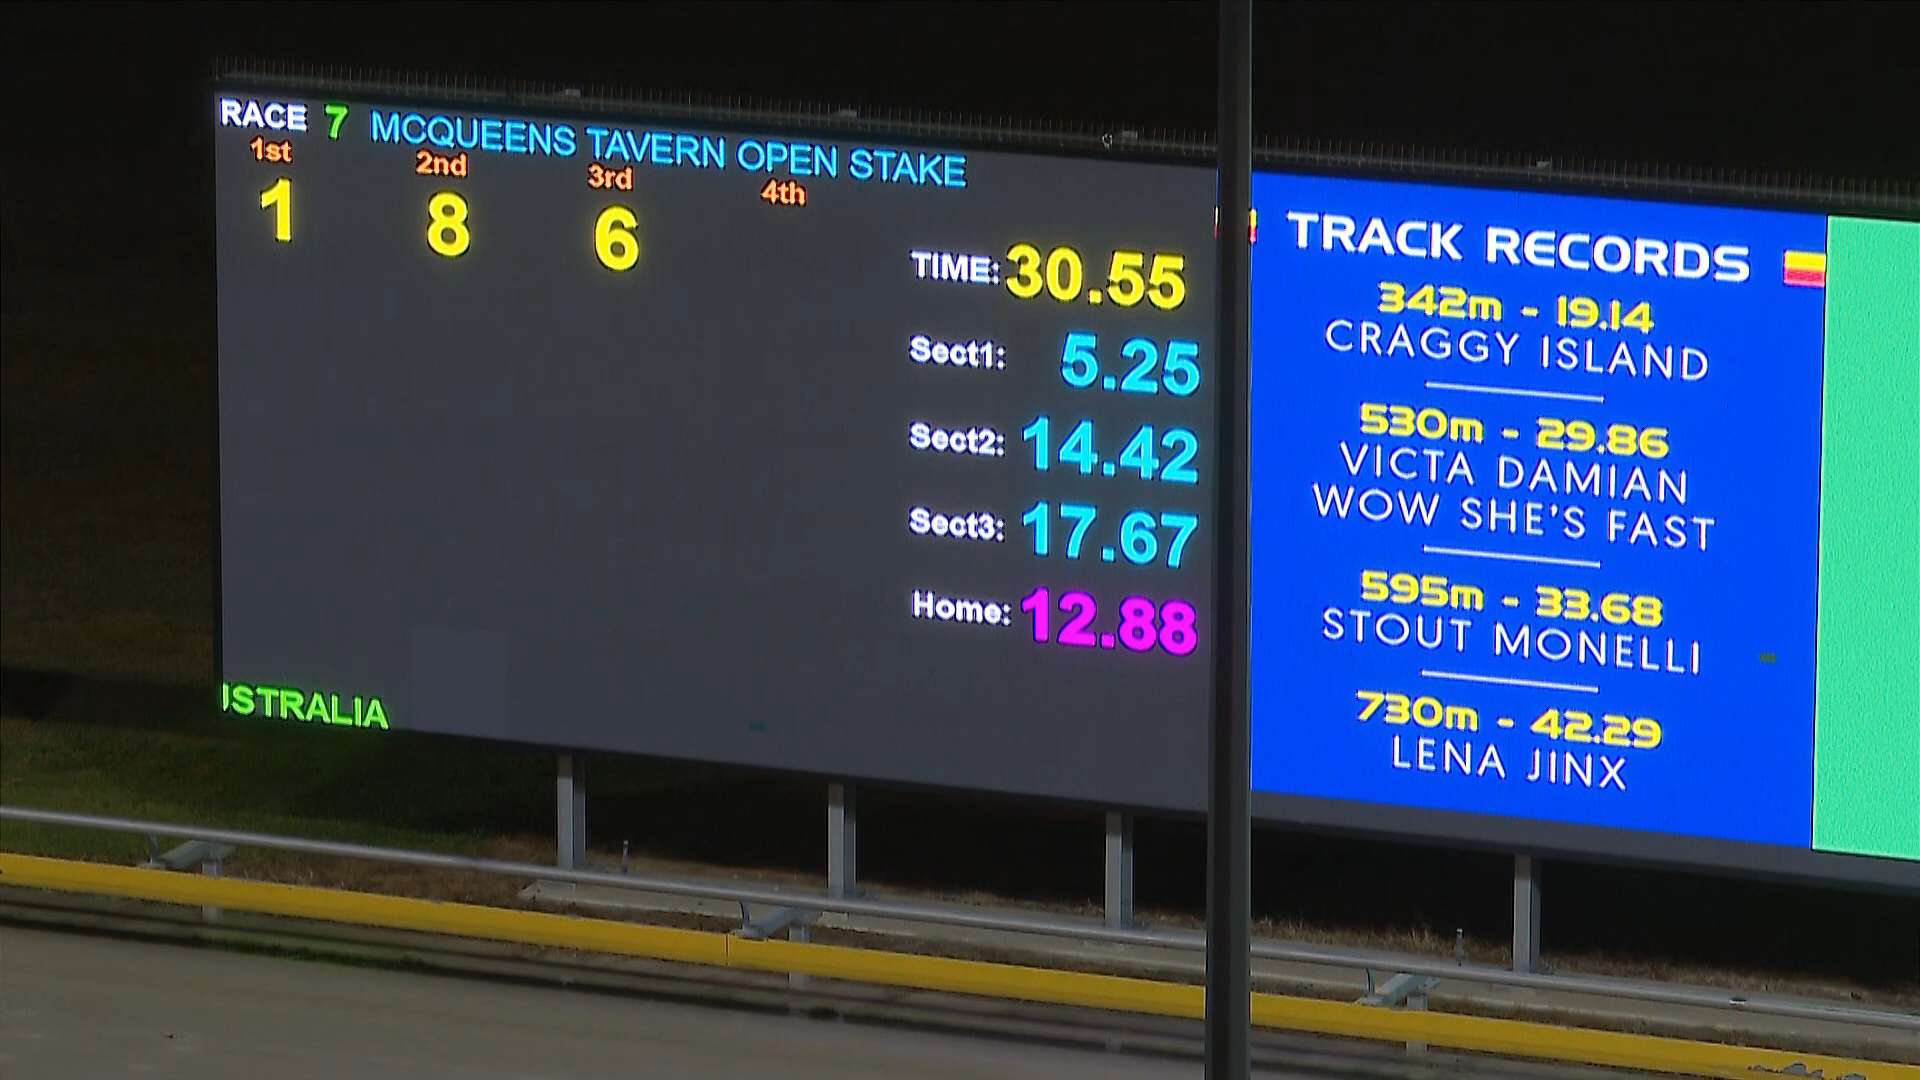 RACE 7 MCQUEENS TAVERN OPEN STAKE
1st 2nd 3rd 4th
1 8 6
TIME: 30.55
Sect1: 5.25
Sect2: 14.42
Sect3: 17.67
Home: 12.88
USTRALIA
TRACK RECORDS
342m - 19.14
CRAGGY ISLAND
530m - 29.86
VICTA DAMIAN
WOW SHE'S FAST
595m - 33.68
STOUT MONELLI
730m - 42.29
LENA JINX